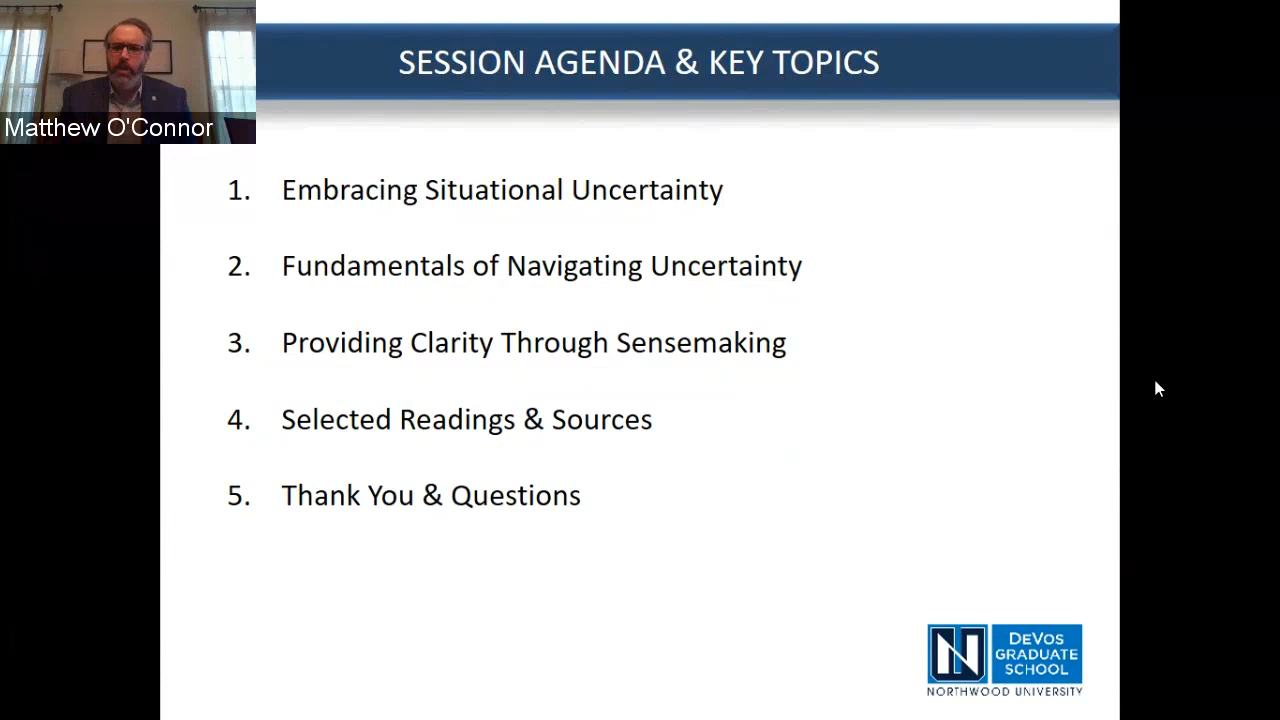 SESSION AGENDA & KEY TOPICS
Matthew O'Connor
1. Embracing Situational Uncertainty
2. Fundamentals of Navigating Uncertainty
3. Providing Clarity Through Sensemaking
4. Selected Readings & Sources
5. Thank You & Questions
N
DEVOS
GRADUATE
SCHOOL
NORTHWOOD UNIVERSITY